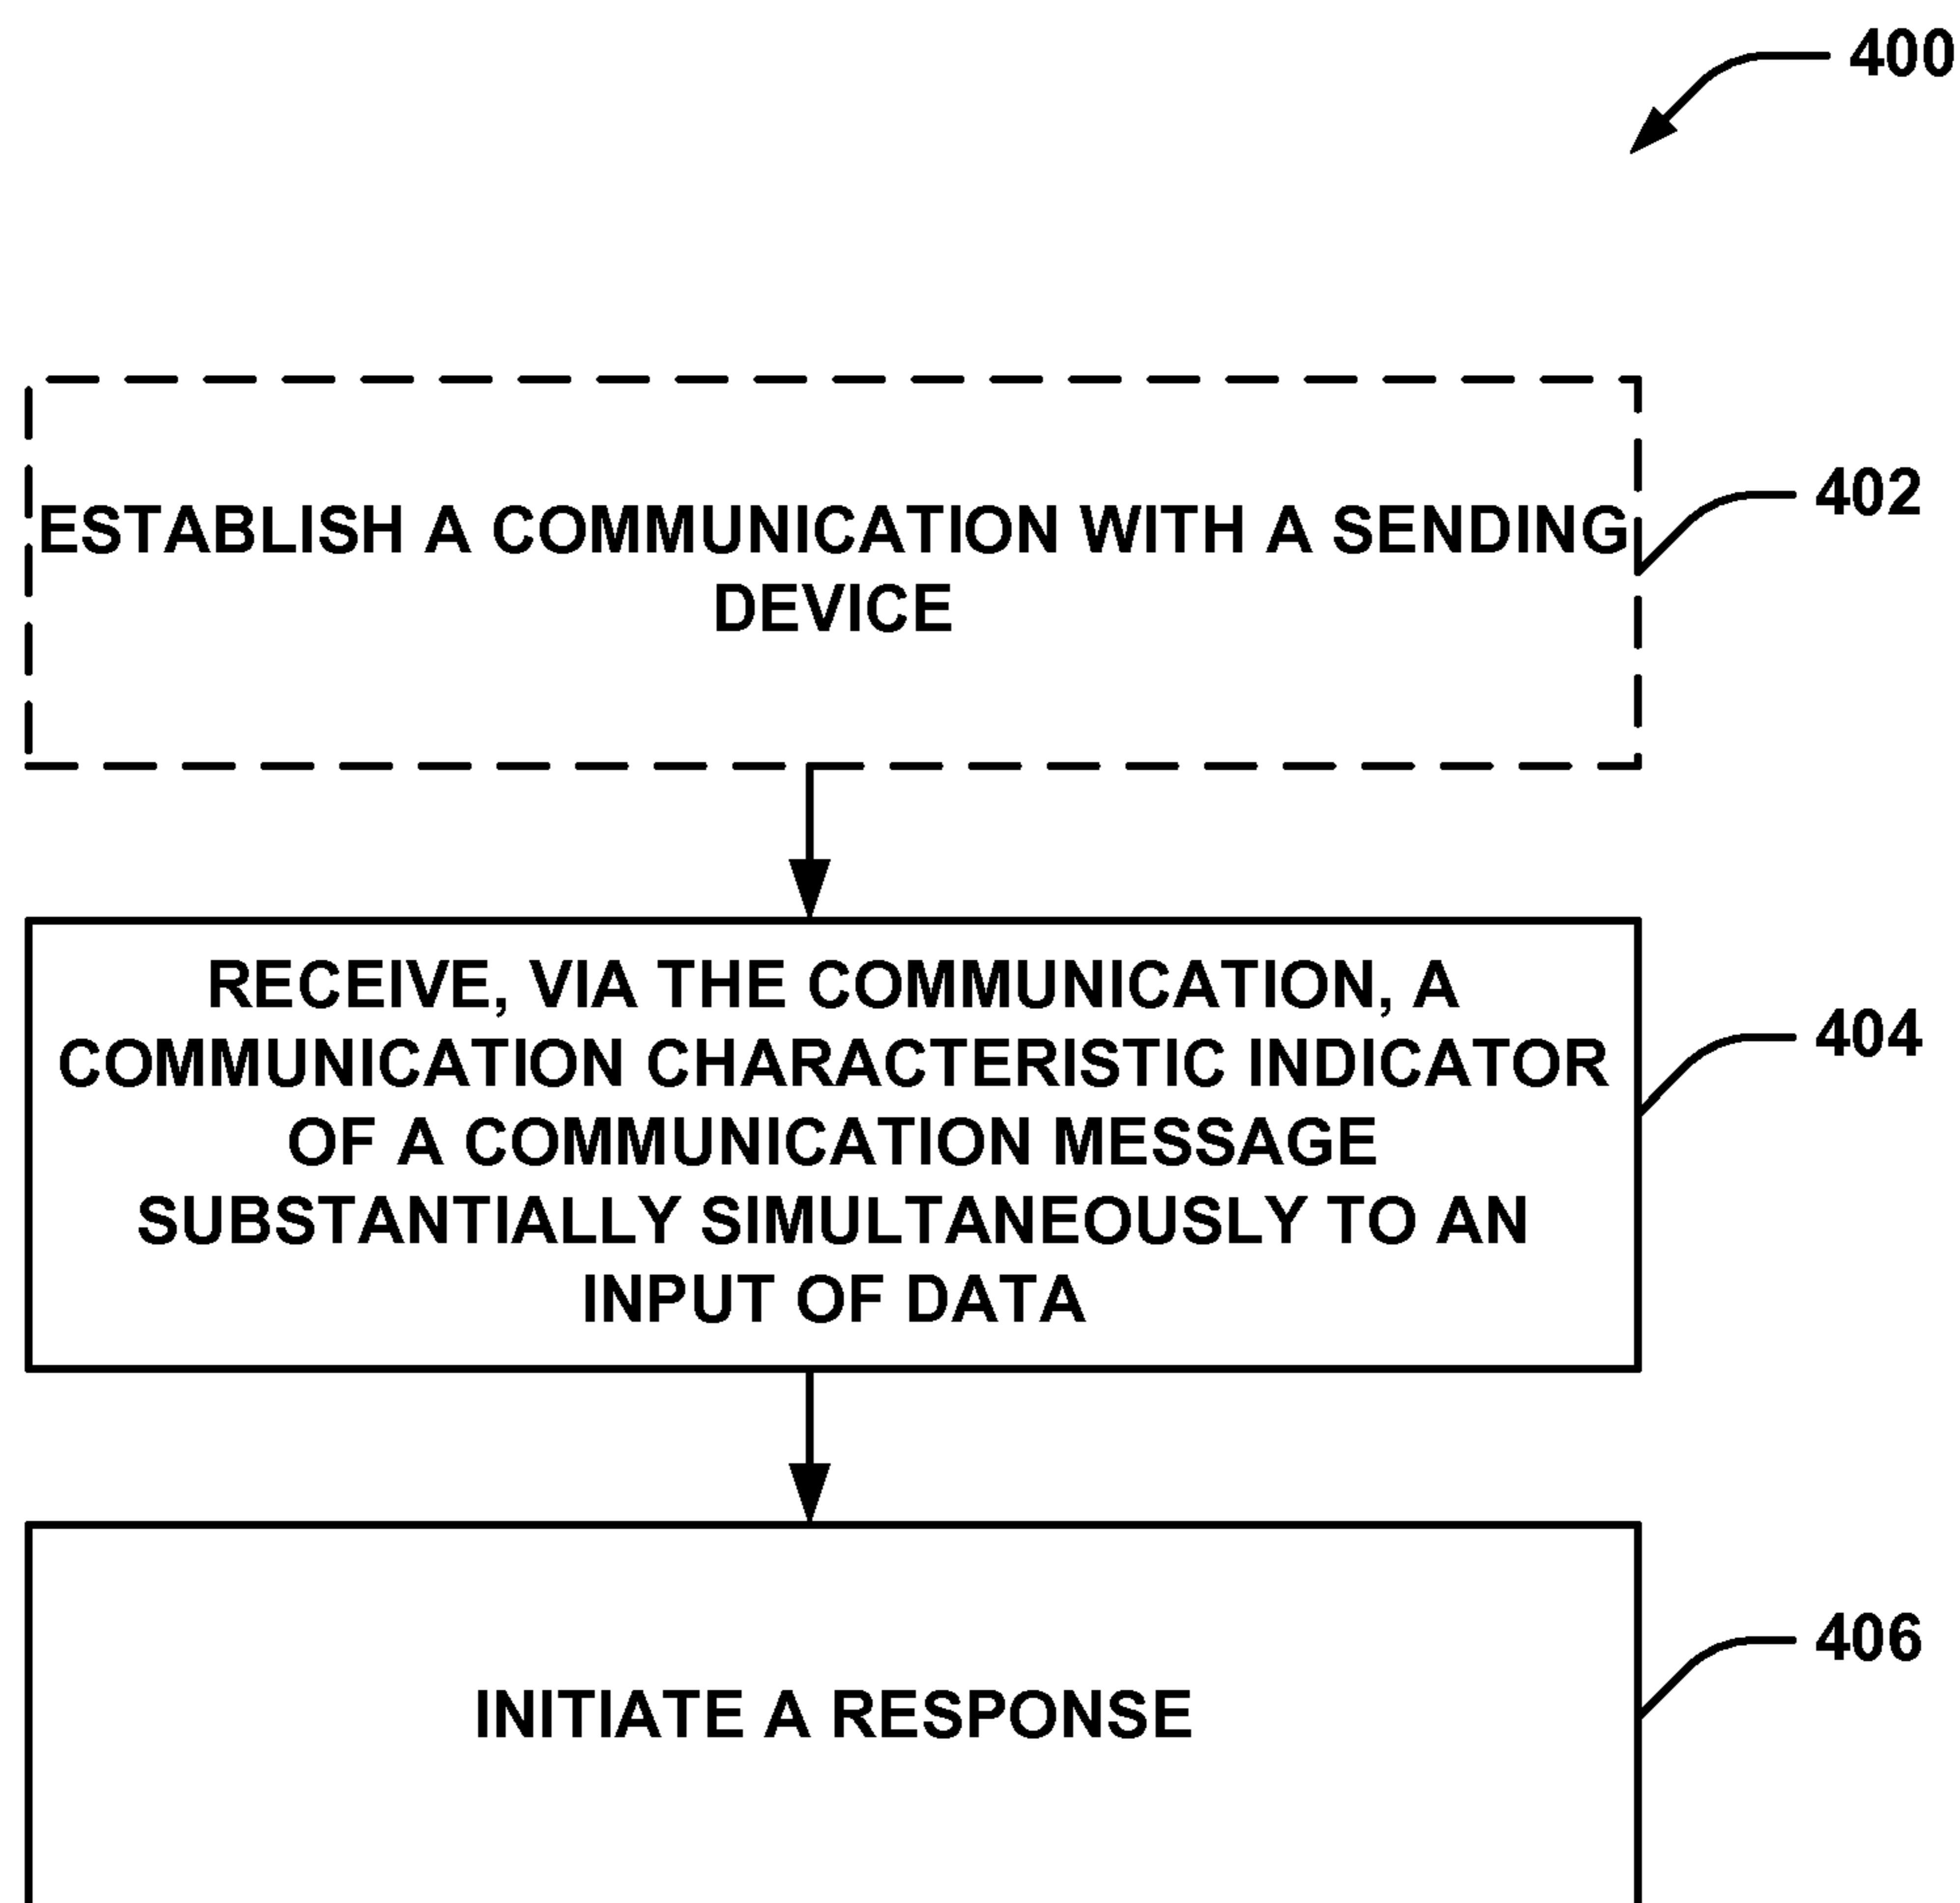 400
ESTABLISH A COMMUNICATION WITH A SENDING
DEVICE
402
RECEIVE, VIA THE COMMUNICATION, A
COMMUNICATION CHARACTERISTIC INDICATOR
OF A COMMUNICATION MESSAGE
SUBSTANTIALLY SIMULTANEOUSLY TO AN
INPUT OF DATA
404
INITIATE A RESPONSE
406